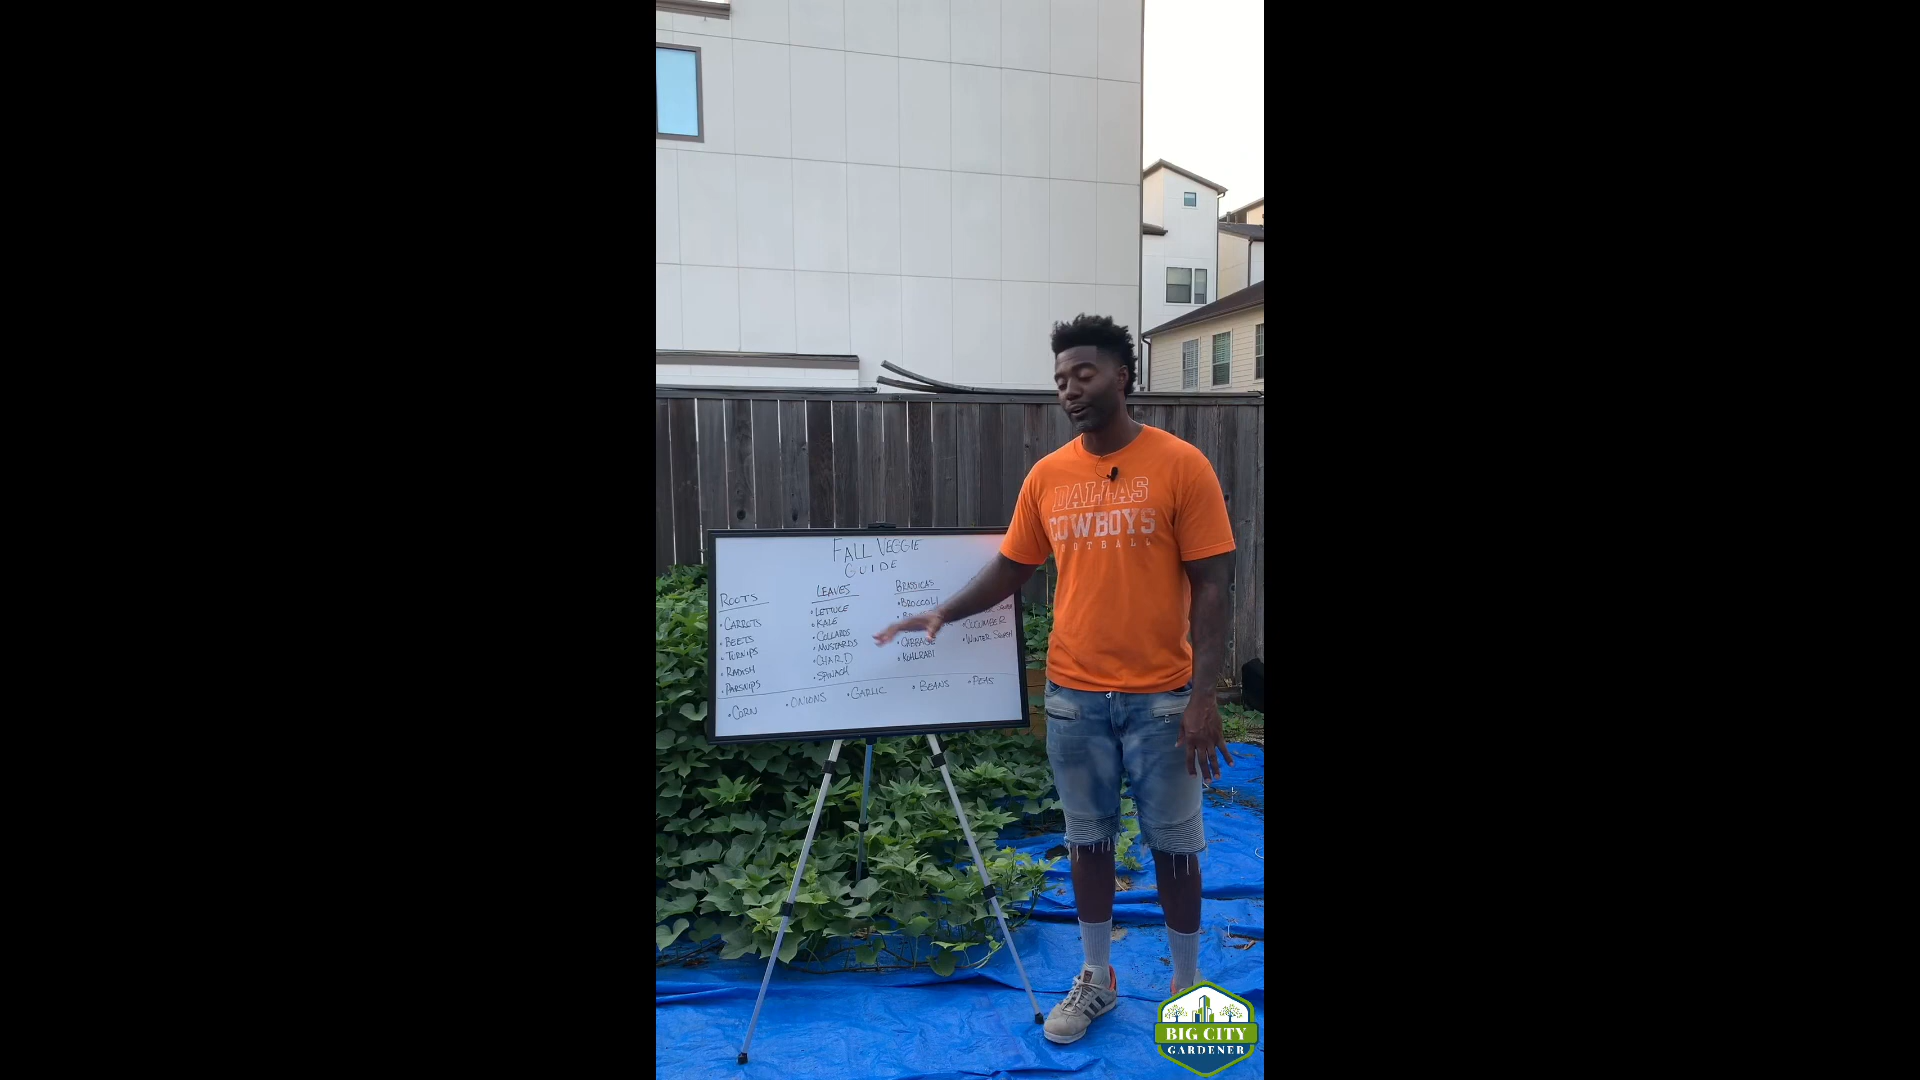 FALL VEGGIE
GUIDE
ROOTS
• CARROTS
• BEETS
• TURNIPS
• RADISH
• PARSNIPS
LEAVES
• LETTUCE
• KALE
• COLLARDS
• MUSTARDS
• CHARD
• SPINACH
BRASSICAS
• BROCCOLI
• CABBAGE
• KOHLRABI
• CUCUMBER
• WINTER SQUASH
• CORN
• ONIONS
• GARLIC
• BEANS
• PEAS
DALLAS
COWBOYS
FOOTBALL
BIG CITY
GARDENER